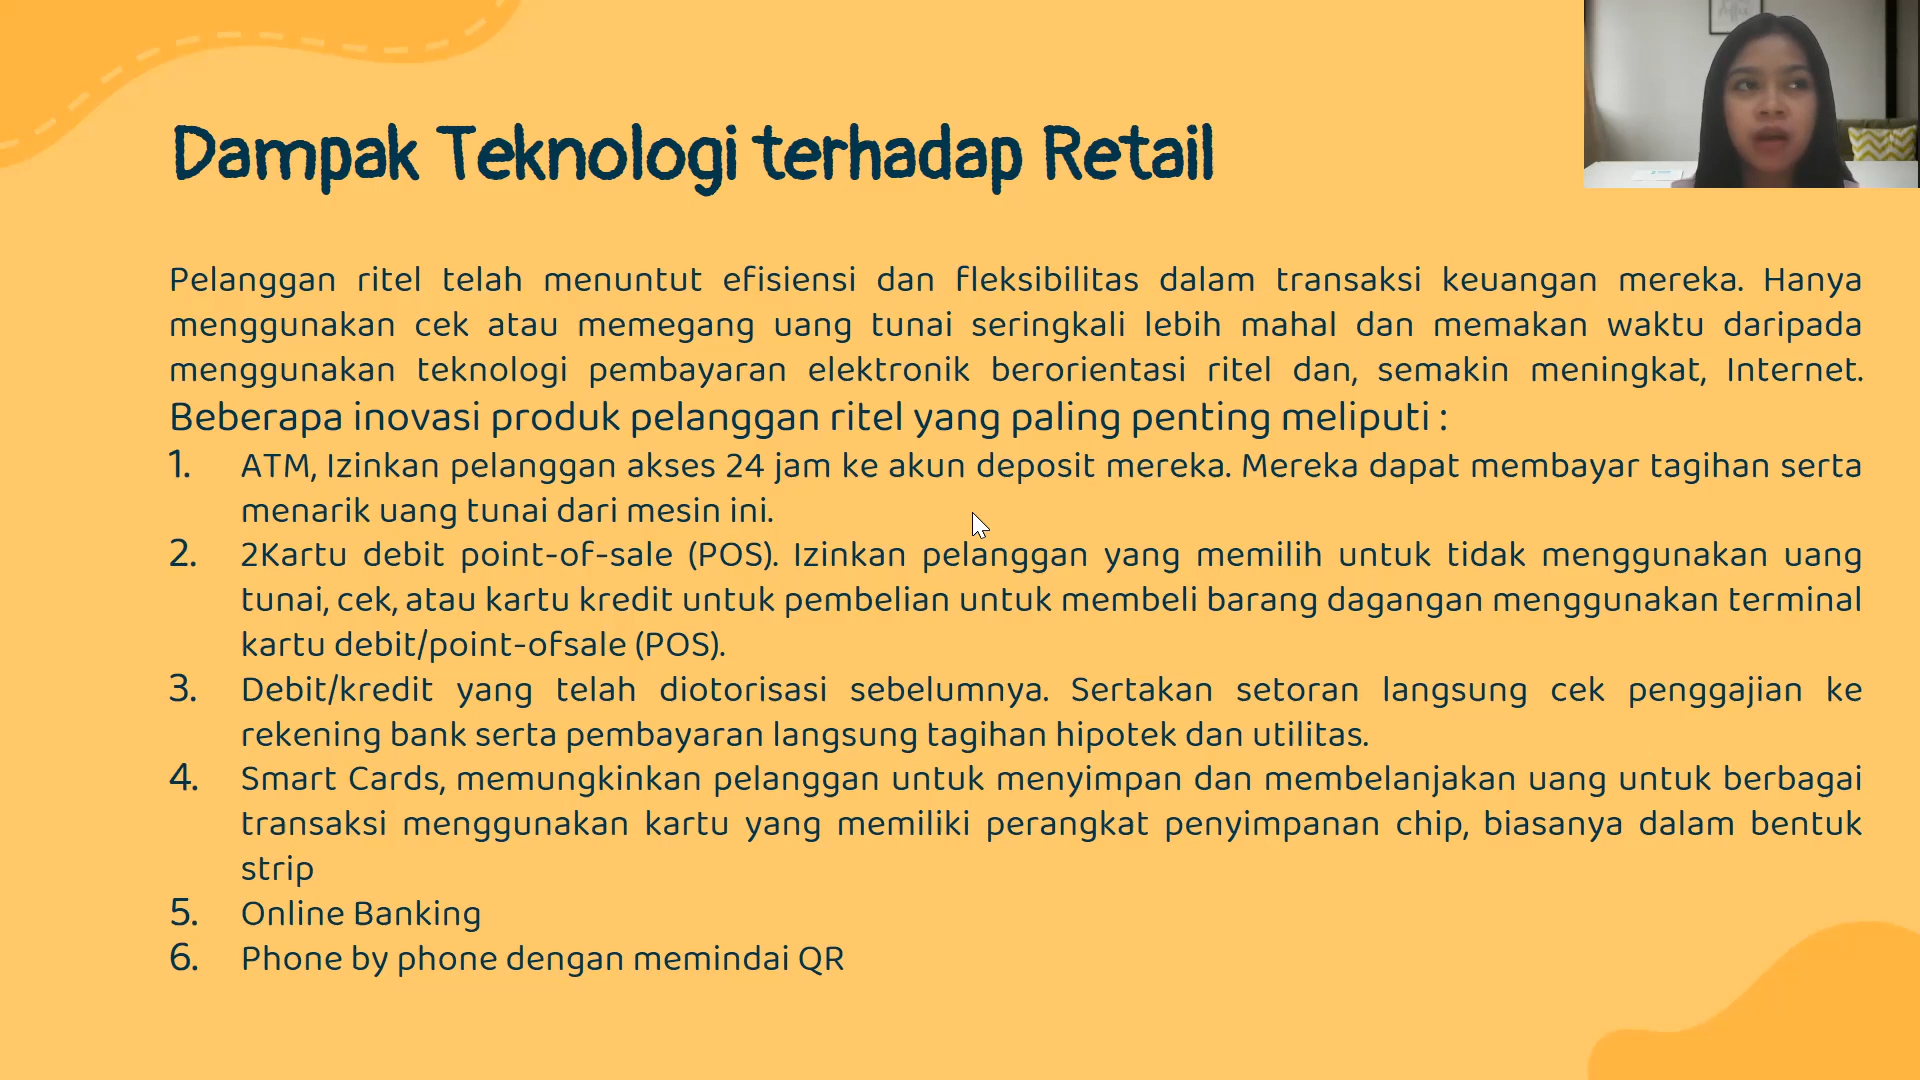 Dampak Teknologi terhadap Retail
Pelanggan ritel telah menuntut efisiensi dan fleksibilitas dalam transaksi keuangan mereka. Hanya
menggunakan cek atau memegang uang tunai seringkali lebih mahal dan memakan waktu daripada
menggunakan teknologi pembayaran elektronik berorientasi ritel dan, semakin meningkat, Internet.
Beberapa inovasi produk pelanggan ritel yang paling penting meliputi :
1. ATM, Izinkan pelanggan akses 24 jam ke akun deposit mereka. Mereka dapat membayar tagihan serta
menarik uang tunai dari mesin ini.
2. 2Kartu debit point-of-sale (POS). Izinkan pelanggan yang memilih untuk tidak menggunakan uang
tunai, cek, atau kartu kredit untuk pembelian untuk membeli barang dagangan menggunakan terminal
kartu debit/point-ofsale (POS).
3. Debit/kredit yang telah diotorisasi sebelumnya. Sertakan setoran langsung cek penggajian ke
rekening bank serta pembayaran langsung tagihan hipotek dan utilitas.
4. Smart Cards, memungkinkan pelanggan untuk menyimpan dan membelanjakan uang untuk berbagai
transaksi menggunakan kartu yang memiliki perangkat penyimpanan chip, biasanya dalam bentuk
strip
5. Online Banking
6. Phone by phone dengan memindai QR